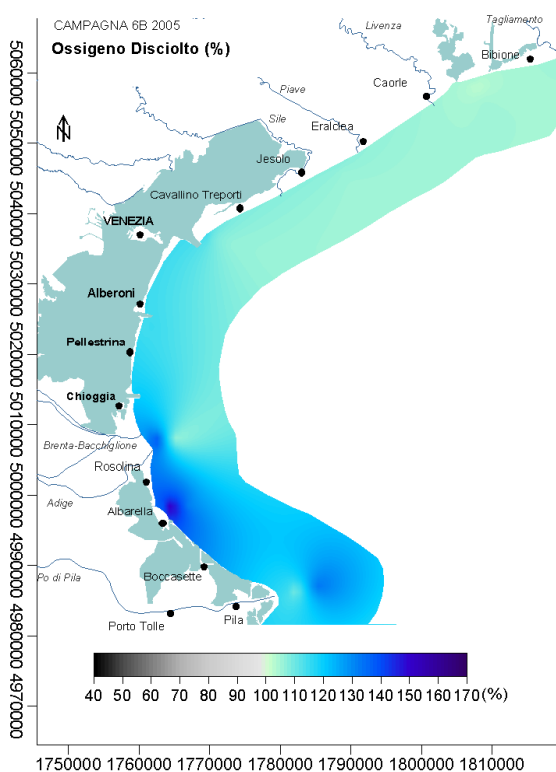 CAMPAGNA 6B 2005
Ossigeno Disciolto (%)
Livenza
Tagliamento
Bibione
Caorle
Piave
Sile
Eraclea
Jesolo
Cavallino Treporti
VENEZIA
Alberoni
Pellestrina
Chioggia
Brenta-Bacchiglione
Rosolina
Adige
Albarella
Po di Pila
Boccasette
Porto Tolle
Pila
N
5060000
5050000
5040000
5030000
5020000
5010000
5000000
4990000
4980000
4970000
40 50 60 70 80 90 100 110 120 130 140 150 160 170 (%)
1750000 1760000 1770000 1780000 1790000 1800000 1810000